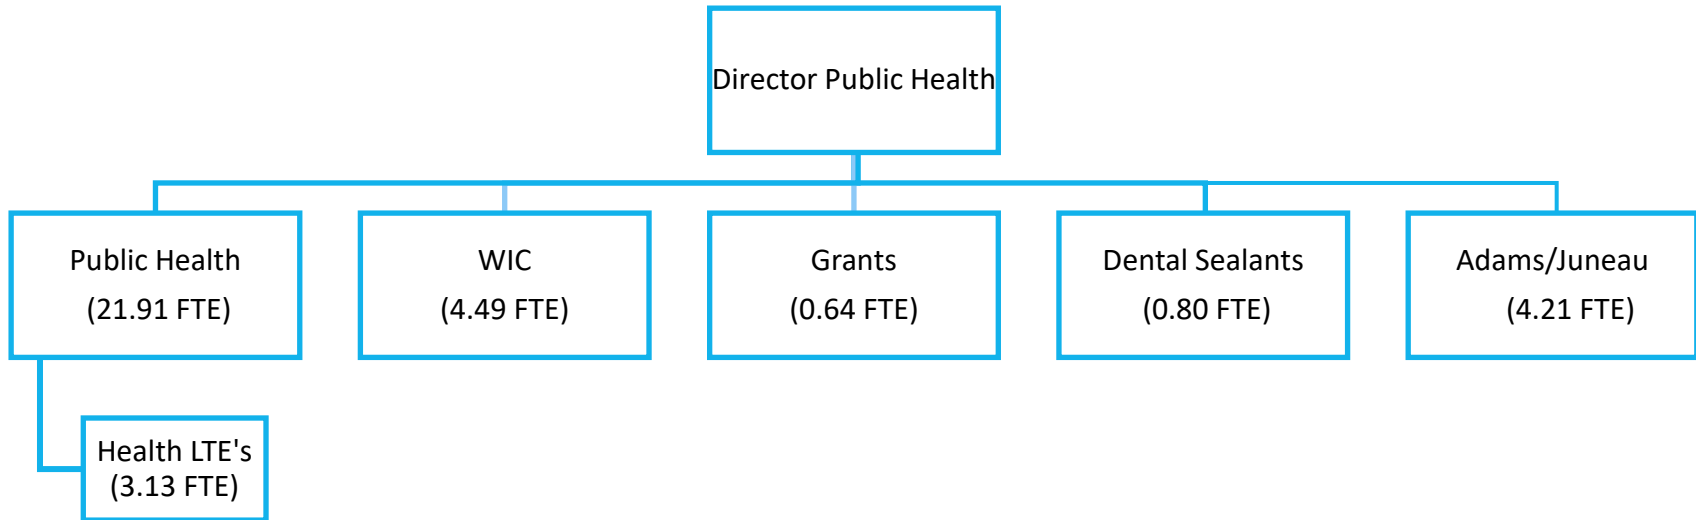 Director Public Health
Public Health
(21.91 FTE)
WIC
(4.49 FTE)
Grants
(0.64 FTE)
Dental Sealants
(0.80 FTE)
Adams/Juneau
(4.21 FTE)
Health LTE's
(3.13 FTE)